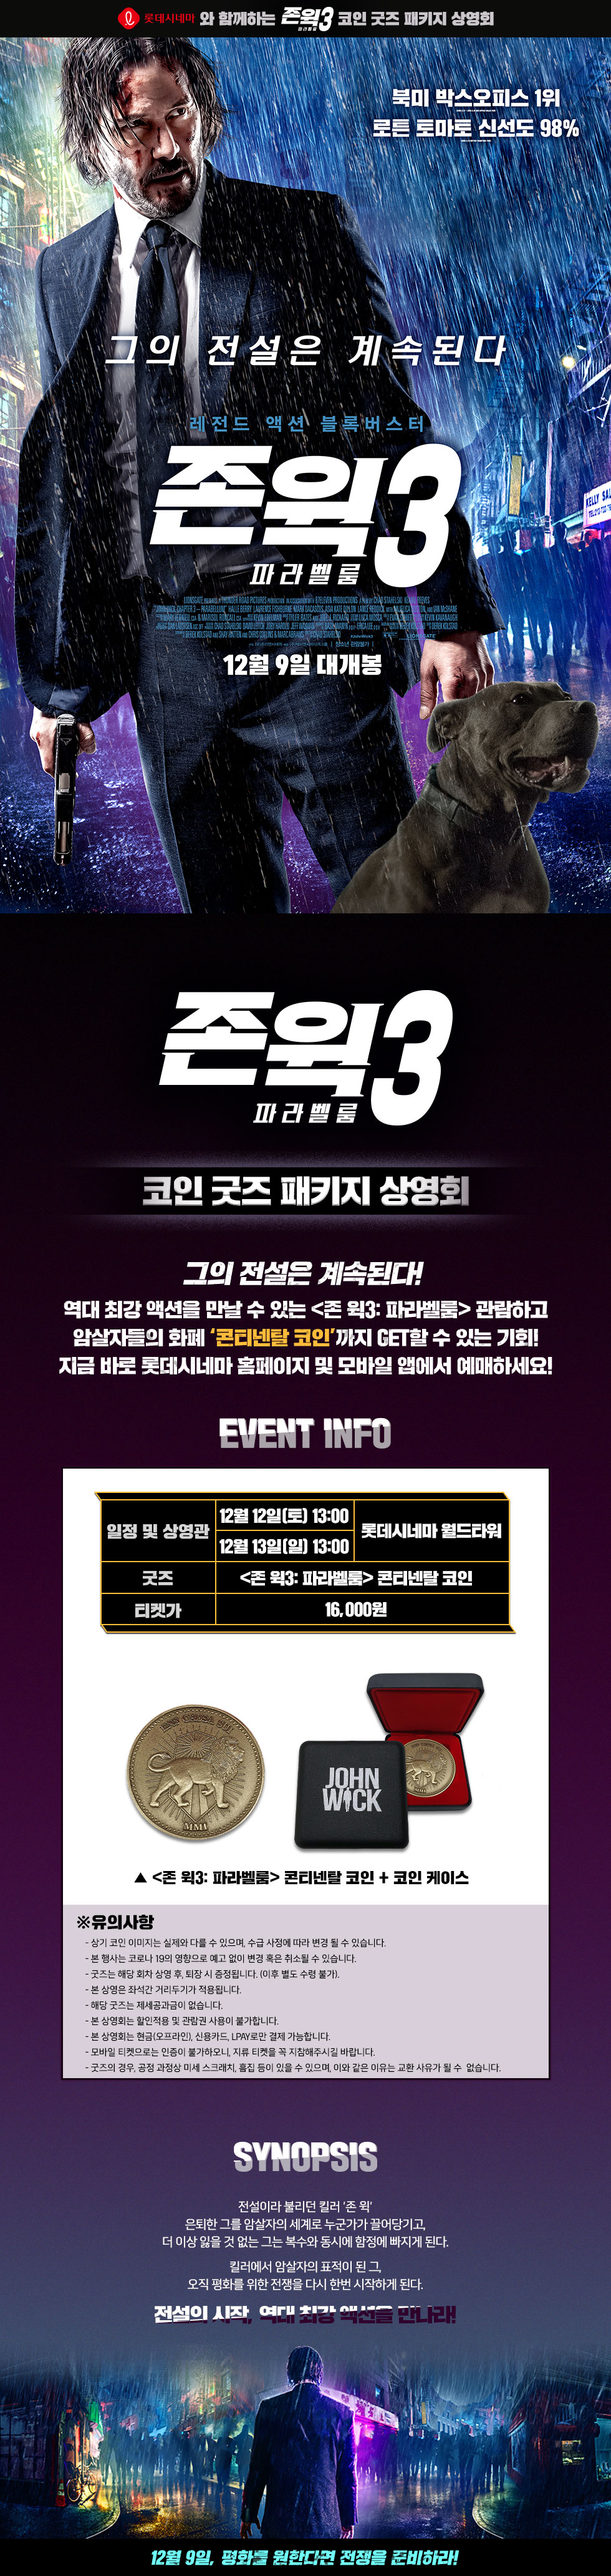 롯데시네마 와 함께하는 존윅3 파라벨룸 코인 굿즈 패키지 상영회
북미 박스오피스 1위
로튼 토마토 신선도 98%
그의 전설은 계속된다
레전드 액션 블록버스터
존윅3
파라벨룸
12월 9일 대개봉
KELLY SAL
존윅3
파라벨룸
코인 굿즈 패키지 상영회
그의 전설은 계속된다!
역대 최강 액션을 만날 수 있는 <존 윅3: 파라벨룸> 관람하고
암살자들의 화폐 '콘티넨탈 코인'까지 GET할 수 있는 기회!
지금 바로 롯데시네마 홈페이지 및 모바일 앱에서 예매하세요!
EVENT INFO
일정 및 상영관
12월 12일(토) 13:00
12월 13일(일) 13:00
롯데시네마 월드타워
굿즈
<존 윅3: 파라벨룸> 콘티넨탈 코인
티켓가
16,000원
MMI
JOHN
WICK
▲ <존 윅3: 파라벨룸> 콘티넨탈 코인 + 코인 케이스
※유의사항
- 상기 코인 이미지는 실제와 다를 수 있으며, 수급 사정에 따라 변경 될 수 있습니다.
- 본 행사는 코로나 19의 영향으로 예고 없이 변경 혹은 취소될 수 있습니다.
- 굿즈는 해당 회차 상영 후, 퇴장 시 증정됩니다. (이후 별도 수령 불가).
- 본 상영은 좌석간 거리두기가 적용됩니다.
- 해당 굿즈는 제세공과금이 없습니다.
- 본 상영회는 할인적용 및 관람권 사용이 불가합니다.
- 본 상영회는 현금(오프라인), 신용카드, LPAY로만 결제 가능합니다.
- 모바일 티켓으로는 인증이 불가하오니, 지류 티켓을 꼭 지참해주시길 바랍니다.
- 굿즈의 경우, 공정 과정상 미세 스크래치, 흠집 등이 있을 수 있으며, 이와 같은 이유는 교환 사유가 될 수 없습니다.
SYNOPSIS
전설이라 불리던 킬러 '존 윅'
은퇴한 그를 암살자의 세계로 누군가가 끌어당기고,
더 이상 잃을 것 없는 그는 복수와 동시에 함정에 빠지게 된다.
킬러에서 암살자의 표적이 된 그,
오직 평화를 위한 전쟁을 다시 한번 시작하게 된다.
전설의 시작, 역대 최강 액션을 만나라!
12월 9일, 평화를 원한다면 전쟁을 준비하라!